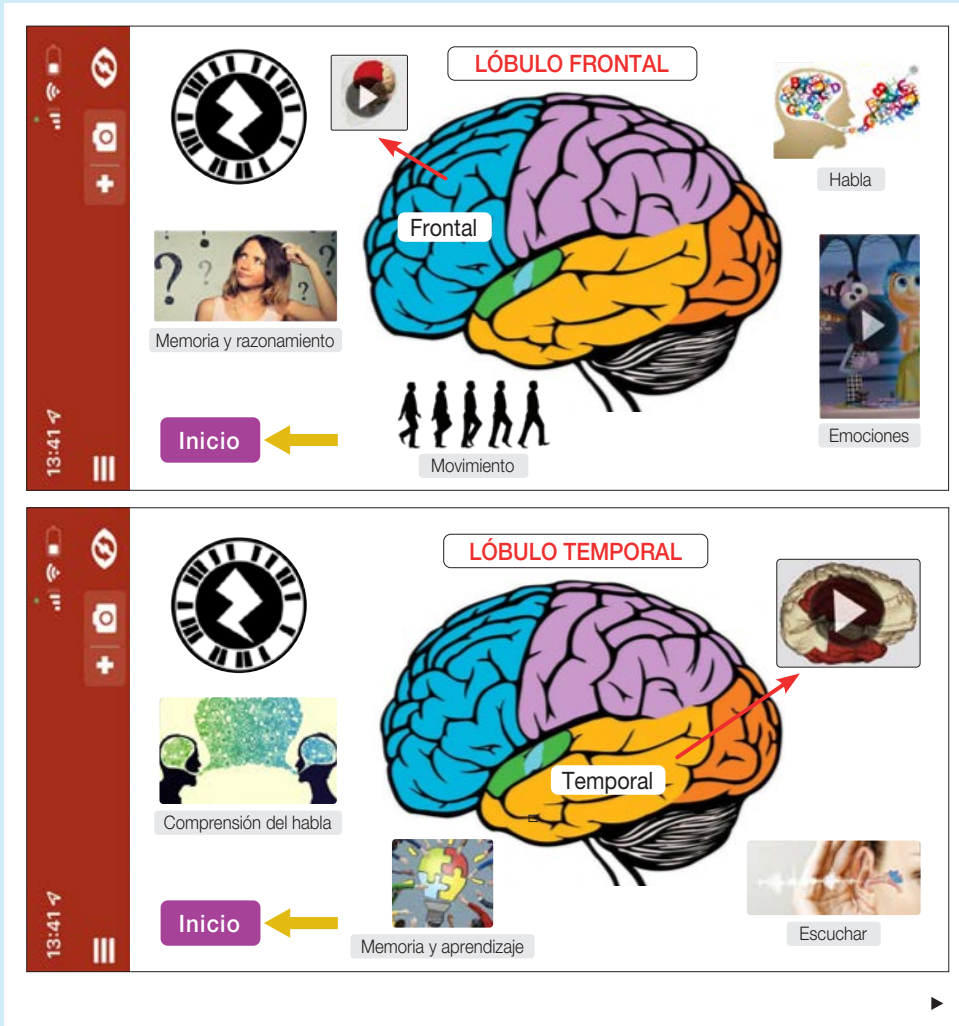 13:41
LÓBULO FRONTAL
Habla
Frontal
Memoria y razonamiento
Inicio
Movimiento
Emociones
13:41
LÓBULO TEMPORAL
Temporal
Comprensión del habla
Inicio
Memoria y aprendizaje
Escuchar